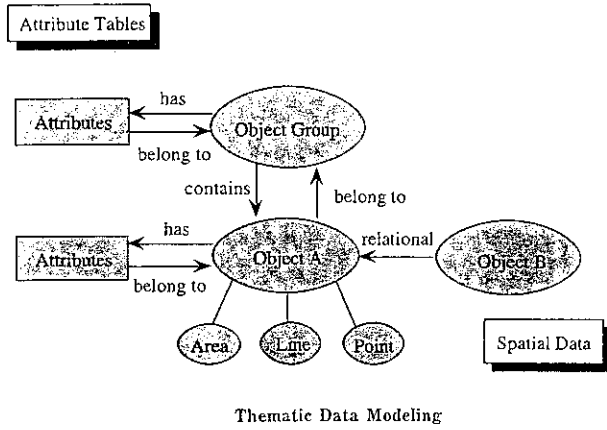 Attribute Tables
has
Attributes
Object Group
belong to
contains
belong to
has
Attributes
Object A
relational
Object B
belong to
Area
Line
Point
Spatial Data
Thematic Data Modeling